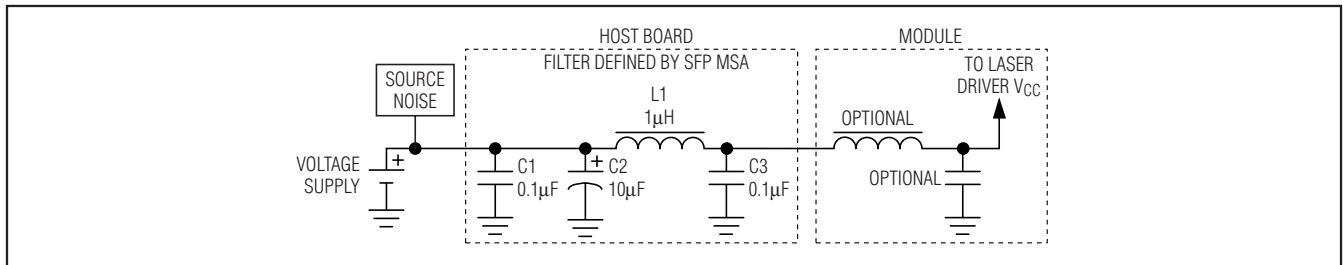 HOST BOARD
MODULE
FILTER DEFINED BY SFP MSA
SOURCE
NOISE
L1
1μH
TO LASER
DRIVER VCC
OPTIONAL
VOLTAGE
SUPPLY
+
C1
0.1μF
+
C2
10μF
C3
0.1μF
OPTIONAL